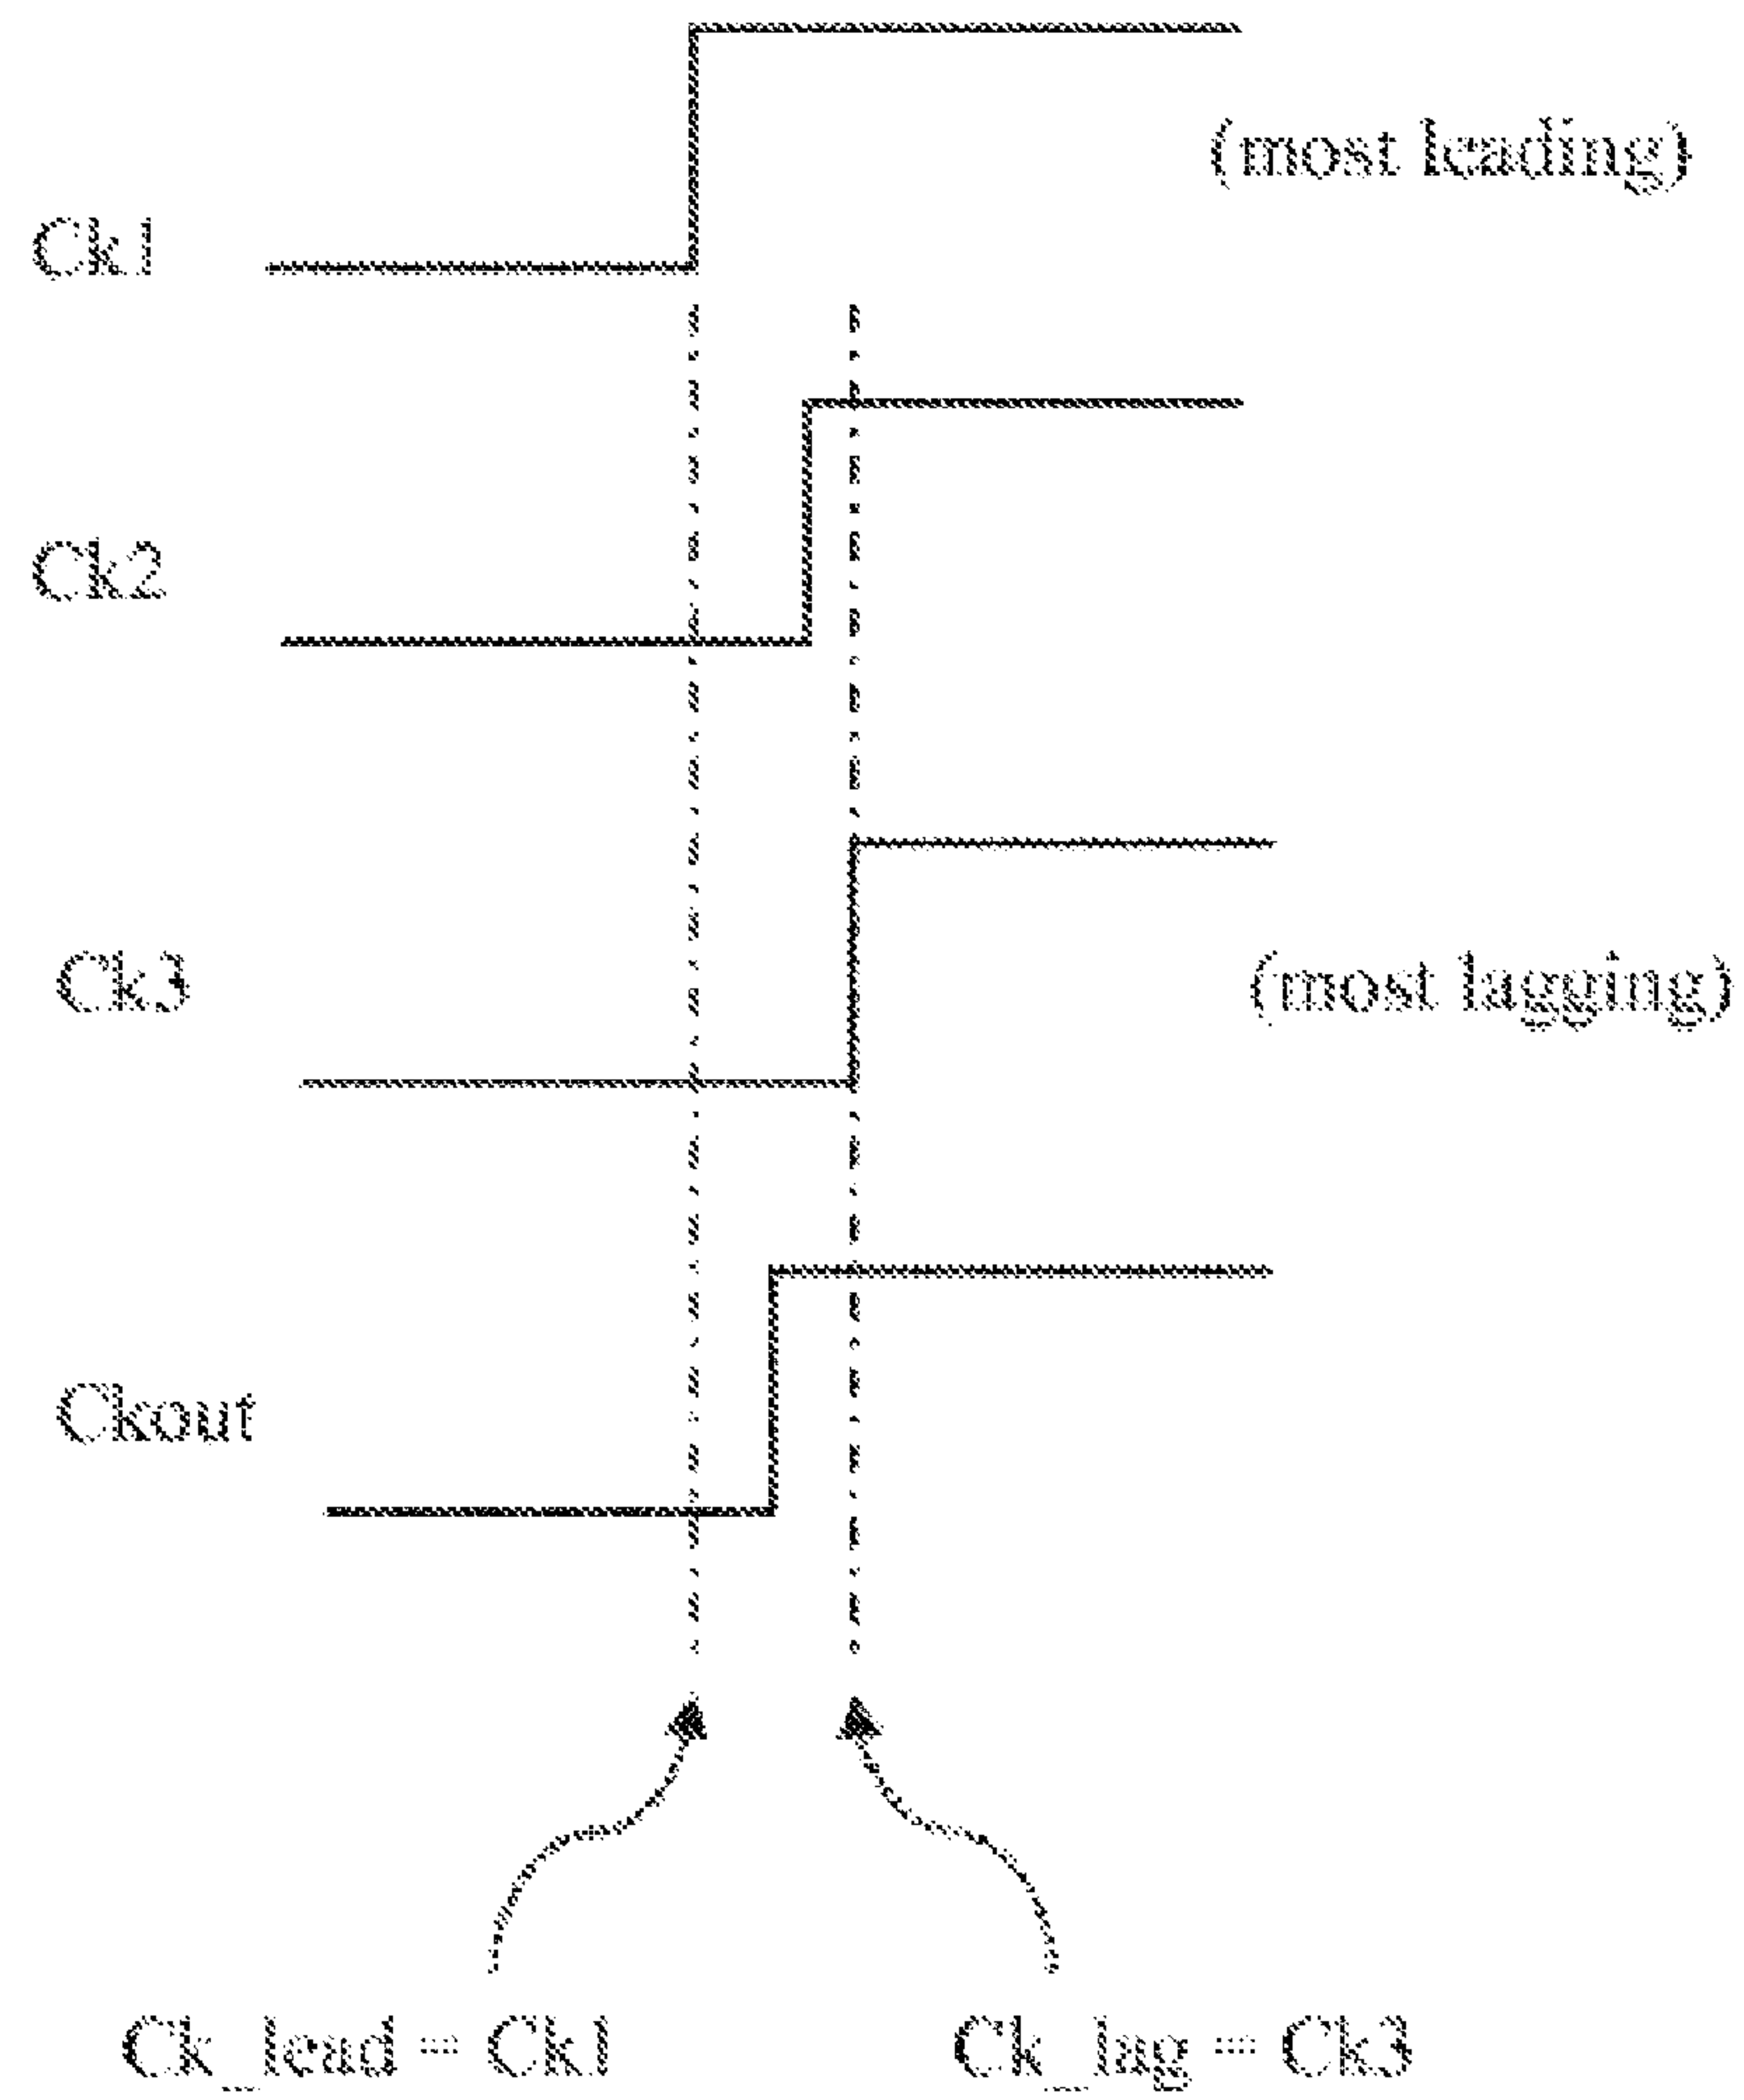 (most leading)
Ck1
Ck2
Ck3
(most lagging)
Ckout
Ck_lead = Ck1
Ck_lag = Ck3